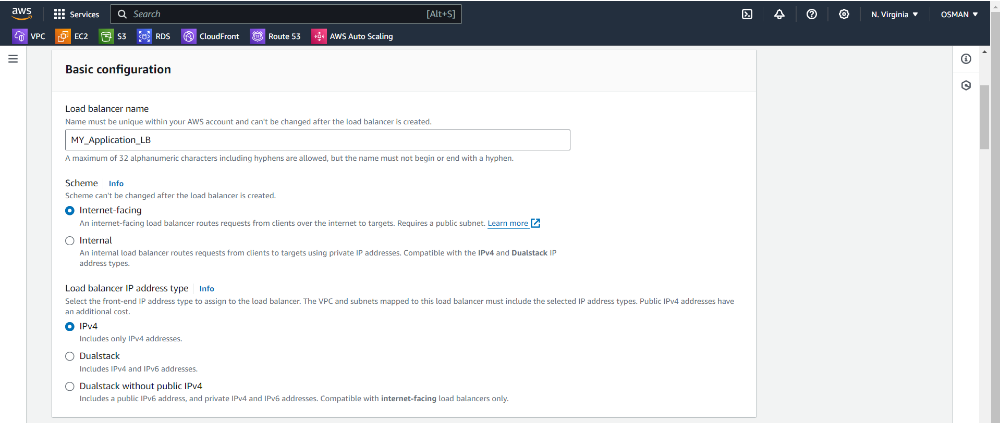 aws
Services
Search
[Alt+S]
N. Virginia
OSMAN
VPC
EC2
S3
RDS
CloudFront
Route 53
AWS Auto Scaling
Basic configuration
Load balancer name
Name must be unique within your AWS account and can't be changed after the load balancer is created.
MY_Application_LB
A maximum of 32 alphanumeric characters including hyphens are allowed, but the name must not begin or end with a hyphen.
Scheme Info
Scheme can't be changed after the load balancer is created.
Internet-facing
An internet-facing load balancer routes requests from clients over the internet to targets. Requires a public subnet. Learn more
Internal
An internal load balancer routes requests from clients to targets using private IP addresses. Compatible with the IPv4 and Dualstack IP
address types.
Load balancer IP address type Info
Select the front-end IP address type to assign to the load balancer. The VPC and subnets mapped to this load balancer must include the selected IP address types. Public IPv4 addresses have
an additional cost.
IPv4
Includes only IPv4 addresses.
Dualstack
Includes IPv4 and IPv6 addresses.
Dualstack without public IPv4
Includes a public IPv6 address, and private IPv4 and IPv6 addresses. Compatible with internet-facing load balancers only.